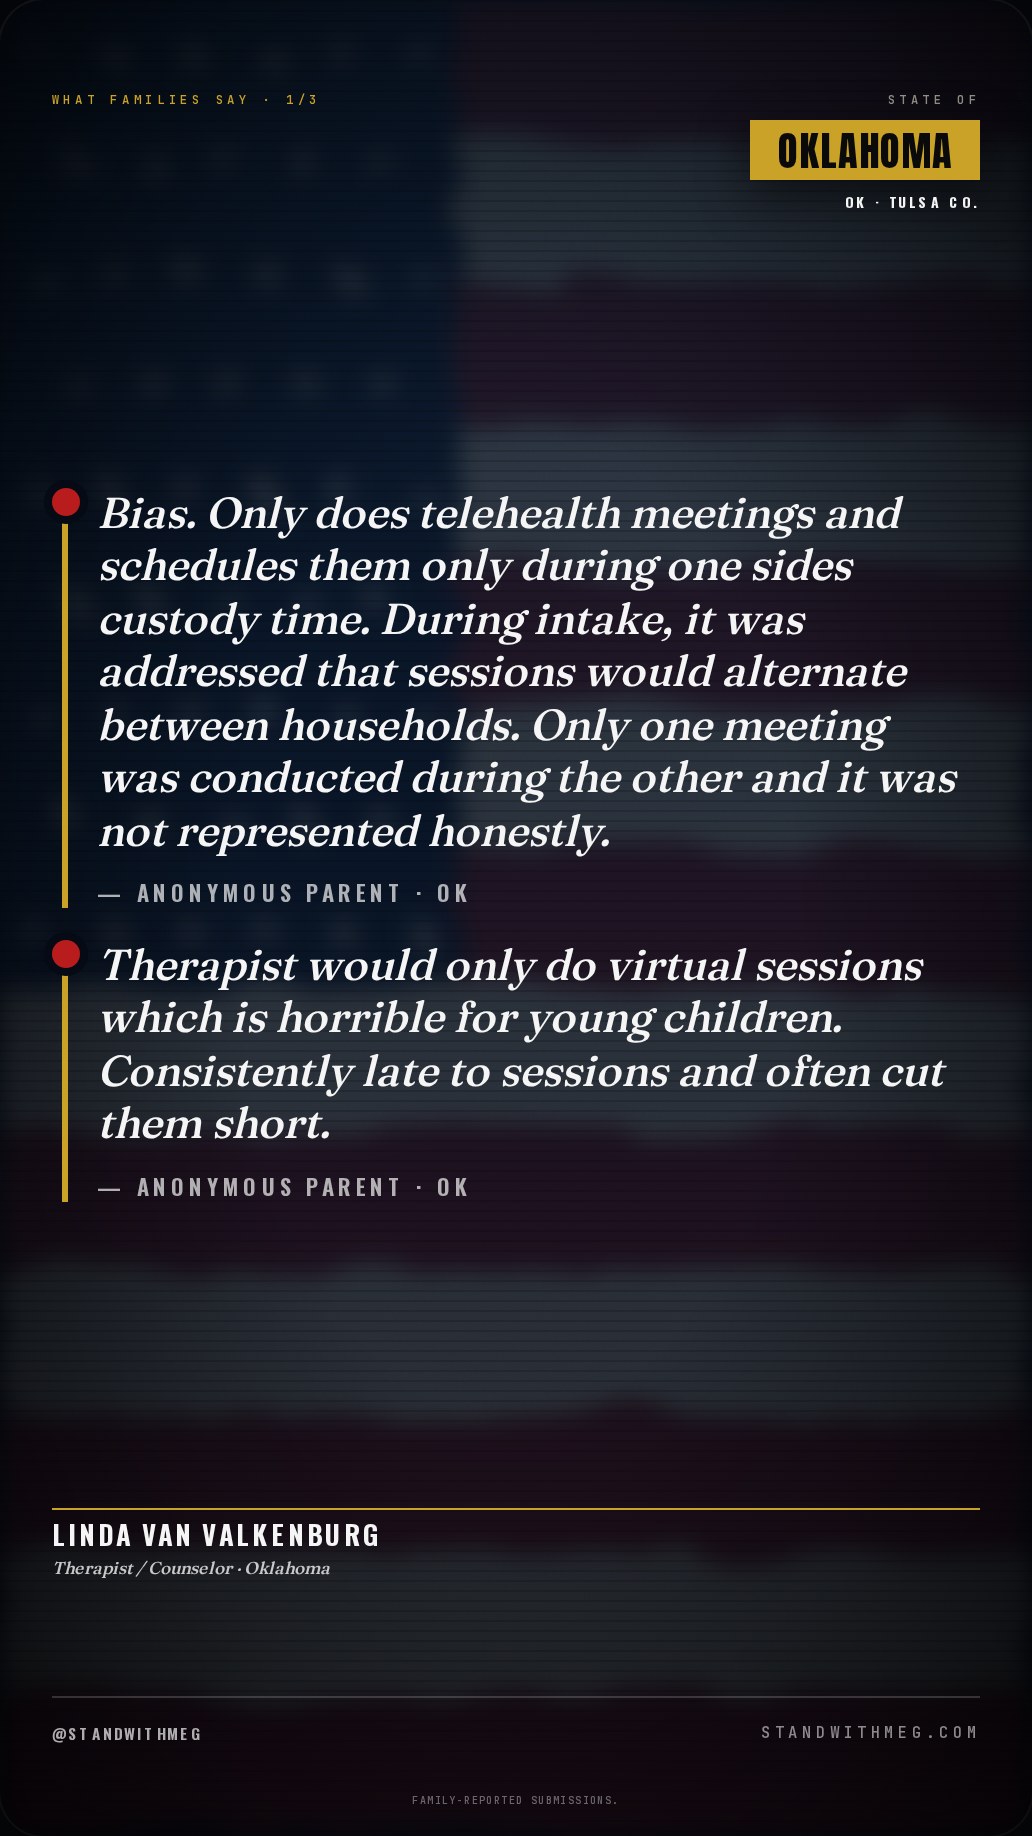 WHAT FAMILIES SAY · 1/3
STATE OF
OKLAHOMA
OK · TULSA CO.
Bias. Only does telehealth meetings and
schedules them only during one sides
custody time. During intake, it was
addressed that sessions would alternate
between households. Only one meeting
was conducted during the other and it was
not represented honestly.
— ANONYMOUS PARENT · OK
Therapist would only do virtual sessions
which is horrible for young children.
Consistently late to sessions and often cut
them short.
— ANONYMOUS PARENT · OK
LINDA VAN VALKENBURG
Therapist / Counselor · Oklahoma
@STANDWITHMEG
STANDWITHMEG.COM
FAMILY-REPORTED SUBMISSIONS.